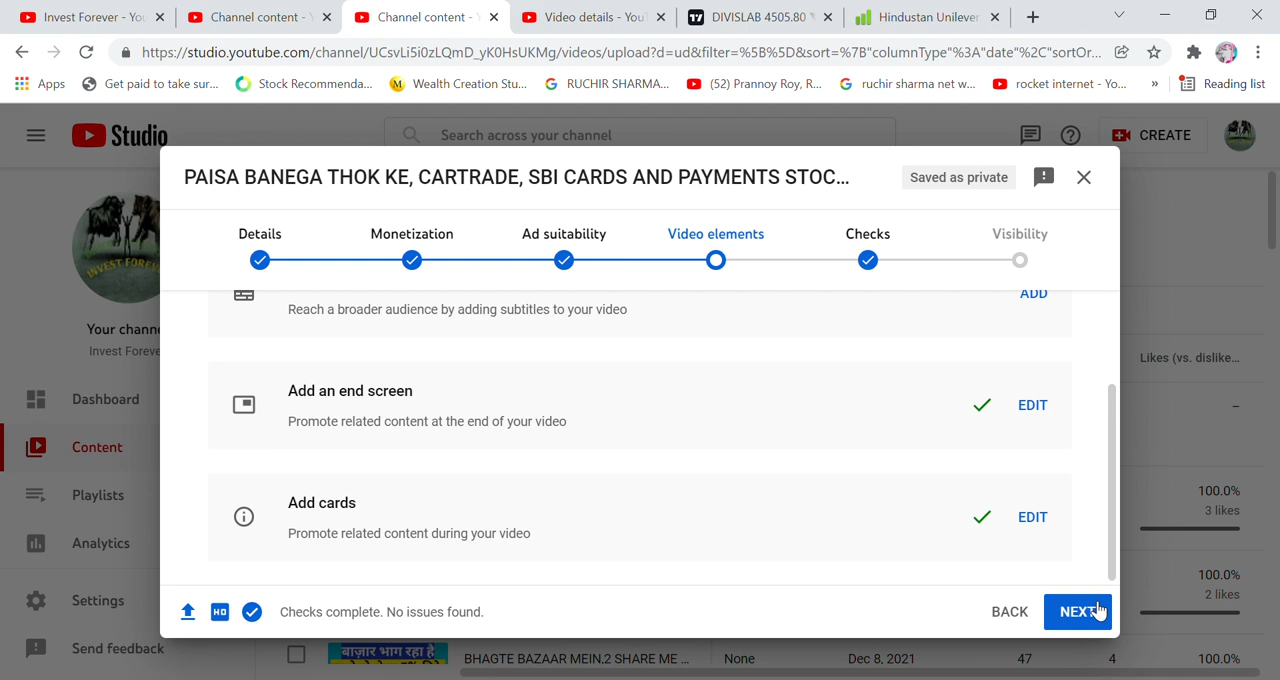 Invest Forever - You
Channel content - Y
Channel content - Y
Video details - YouT
DIVISLAB 4505.80
Hindustan Unilever
https://studio.youtube.com/channel/UCsvLi5i0zLQmD_yK0HsUKMg/videos/upload?d=ud&filter=%5B%5D&sort=%7B"columnType"%3A"date"%2C"sortOr...
Apps
Get paid to take sur...
Stock Recommenda...
Wealth Creation Stu...
RUCHIR SHARMA...
(52) Prannoy Roy, R...
ruchir sharma net w...
rocket internet - Yo...
»
Reading list
Studio
Search across your channel
CREATE
PAISA BANEGA THOK KE, CARTRADE, SBI CARDS AND PAYMENTS STOC...
Saved as private
Details
Monetization
Ad suitability
Video elements
Checks
Visibility
INVEST FOREVE
Your chann
Invest Foreve
Dashboard
Content
Playlists
Analytics
Settings
Send feedback
ADD
Reach a broader audience by adding subtitles to your video
Add an end screen
Promote related content at the end of your video
EDIT
Add cards
Promote related content during your video
EDIT
HD
Checks complete. No issues found.
BACK
NEXT
Likes (vs. dislike...
–
100.0%
3 likes
100.0%
2 likes
बाज़ार भाग रहा है
BHAGTE BAZAAR MEIN,2 SHARE ME ...
None
Dec 8, 2021
47
4
100.0%